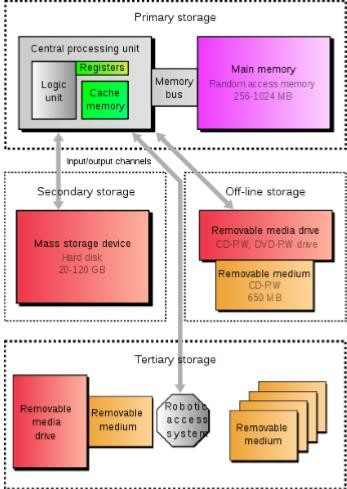 Primary storage
Central processing unit
Logic
unit
Registers
Cache
memory
Memory
bus
Main memory
Random access memory
256-1024 MB
Input/output channels
Secondary storage
Mass storage device
Hard disk
20-120 GB
Off-line storage
Removable media drive
CD-RW, DVD-RW drive
Removable medium
CD-RW
650 MB
Tertiary storage
Removable
media
drive
Removable
medium
Robotic
access
system
Removable
medium